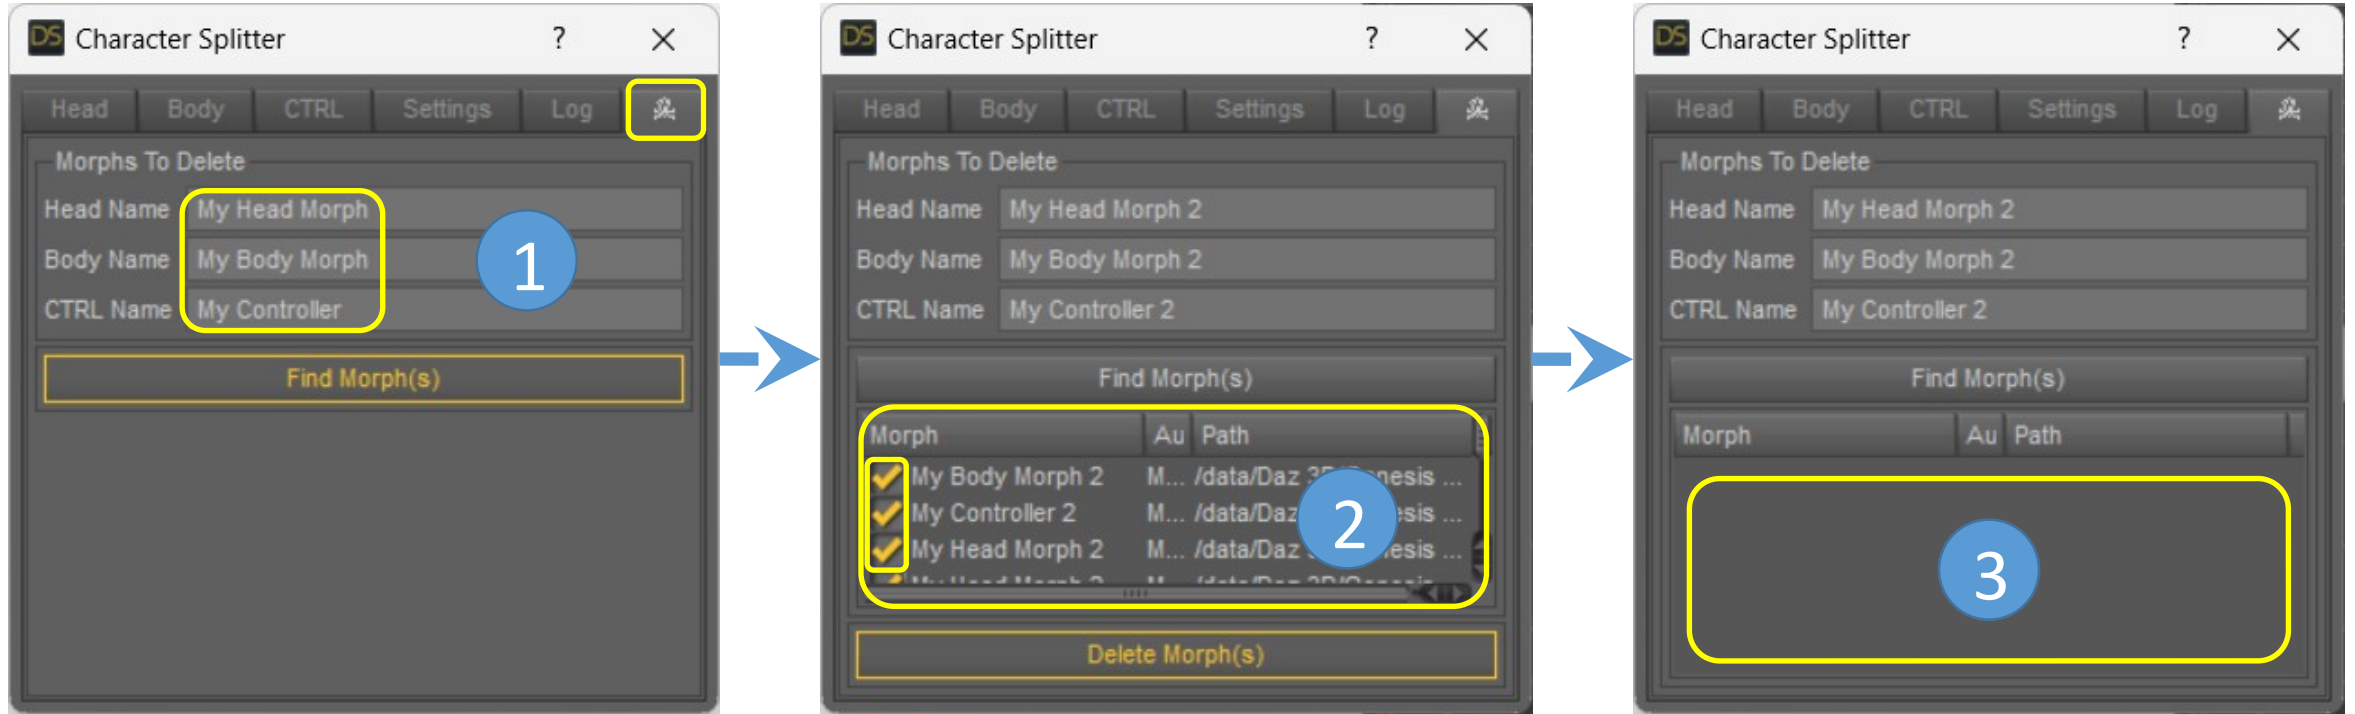 DS Character Splitter ? ×
Head Body CTRL Settings Log
Morphs To Delete
Head Name My Head Morph
Body Name My Body Morph
CTRL Name My Controller
1
Find Morph(s)
DS Character Splitter ? ×
Head Body CTRL Settings Log
Morphs To Delete
Head Name My Head Morph 2
Body Name My Body Morph 2
CTRL Name My Controller 2
Find Morph(s)
Morph Au Path
My Body Morph 2 M... /data/Daz ...
My Controller 2 M... /data/Daz ...
My Head Morph 2 M... /data/Daz ...
2
Delete Morph(s)
DS Character Splitter ? ×
Head Body CTRL Settings Log
Morphs To Delete
Head Name My Head Morph 2
Body Name My Body Morph 2
CTRL Name My Controller 2
Find Morph(s)
Morph Au Path
3